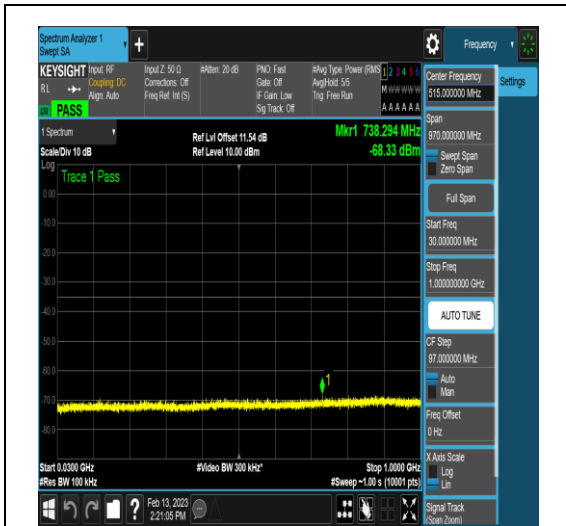 Spectrum Analyzer 1
Swept SA
+
Frequency
KEYSIGHT
RL
PASS
Input: RF
Coupling: DC
Align: Auto
Input Z: 50 Ω
Corrections: Off
Freq Ref: Int (S)
#Atten: 20 dB
PNO: Fast
Gate: Off
IF Gain: Low
Sig Track: Off
#Avg Type: Power (RMS
Avg|Hold: 5/5
Trig: Free Run
1 2 3 4 5 6
M W W W W W
A A A A A A
1 Spectrum
Scale/Div 10 dB
Ref Lvl Offset 11.54 dB
Ref Level 10.00 dBm
Mkr1 738.294 MHz
-68.33 dBm
Log
Trace 1 Pass
0.00
-10.0
-20.0
-30.0
-40.0
-50.0
-60.0
-70.0
-80.0
1
Start 0.0300 GHz
#Res BW 100 kHz
#Video BW 300 kHz*
Stop 1.0000 GHz
#Sweep ~1.00 s (10001 pts)
Center Frequency
515.000000 MHz
Settings
Span
970.000000 MHz
Swept Span
Zero Span
Full Span
Start Freq
30.000000 MHz
Stop Freq
1.000000000 GHz
AUTO TUNE
CF Step
97.000000 MHz
Auto
Man
Freq Offset
0 Hz
X Axis Scale
Log
Lin
Signal Track
(Span Zoom)
?
Feb 13, 2023
2:21:05 PM